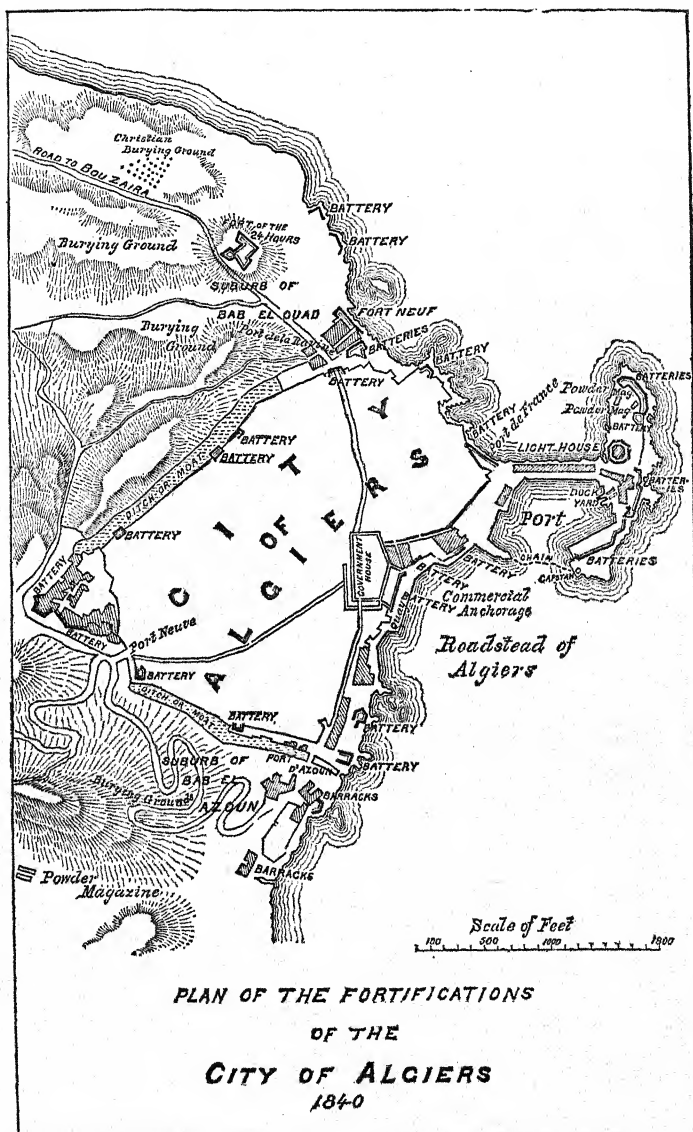 Christian
Burying Ground
ROAD TO BOUZAIRA
BATTERY
FORT OF THE
24 HOURS
BATTERY
Burying Ground
SUBURB OF
BAB EL OUAD
FORT NEUF
Burying
Ground
BATTERIES
BATTERY
BATTERY
BATTERIES
Powder Mag
Powder Mag
BATTERY
BATTERY
Port de France
LIGHT HOUSE
BATTERY
BATTERY
DITCH OR MOAT
BATTER-
IES
DOCK
YARD
Port
BATTERY
CITY
OF
ALGIERS
GOVERNMENT
HOUSE
CHAIN
CAPSTAN
BATTERIES
BATTERY
BATTERY
BATTERY
Commercial
Anchorage
BATTERY
BATTERY
Port Neuve
Roadstead of
Algiers
BATTERY
DITCH OR MOAT
BATTERY
BATTERY
SUBURB OF
BAB EL
AZOUN
PORT
D'AZOUN
BATTERY
Burying Ground
BARRACKS
BARRACKS
Powder
Magazine
Scale of Feet
100 500 1000 1800
PLAN OF THE FORTIFICATIONS
OF THE
CITY OF ALGIERS
1840